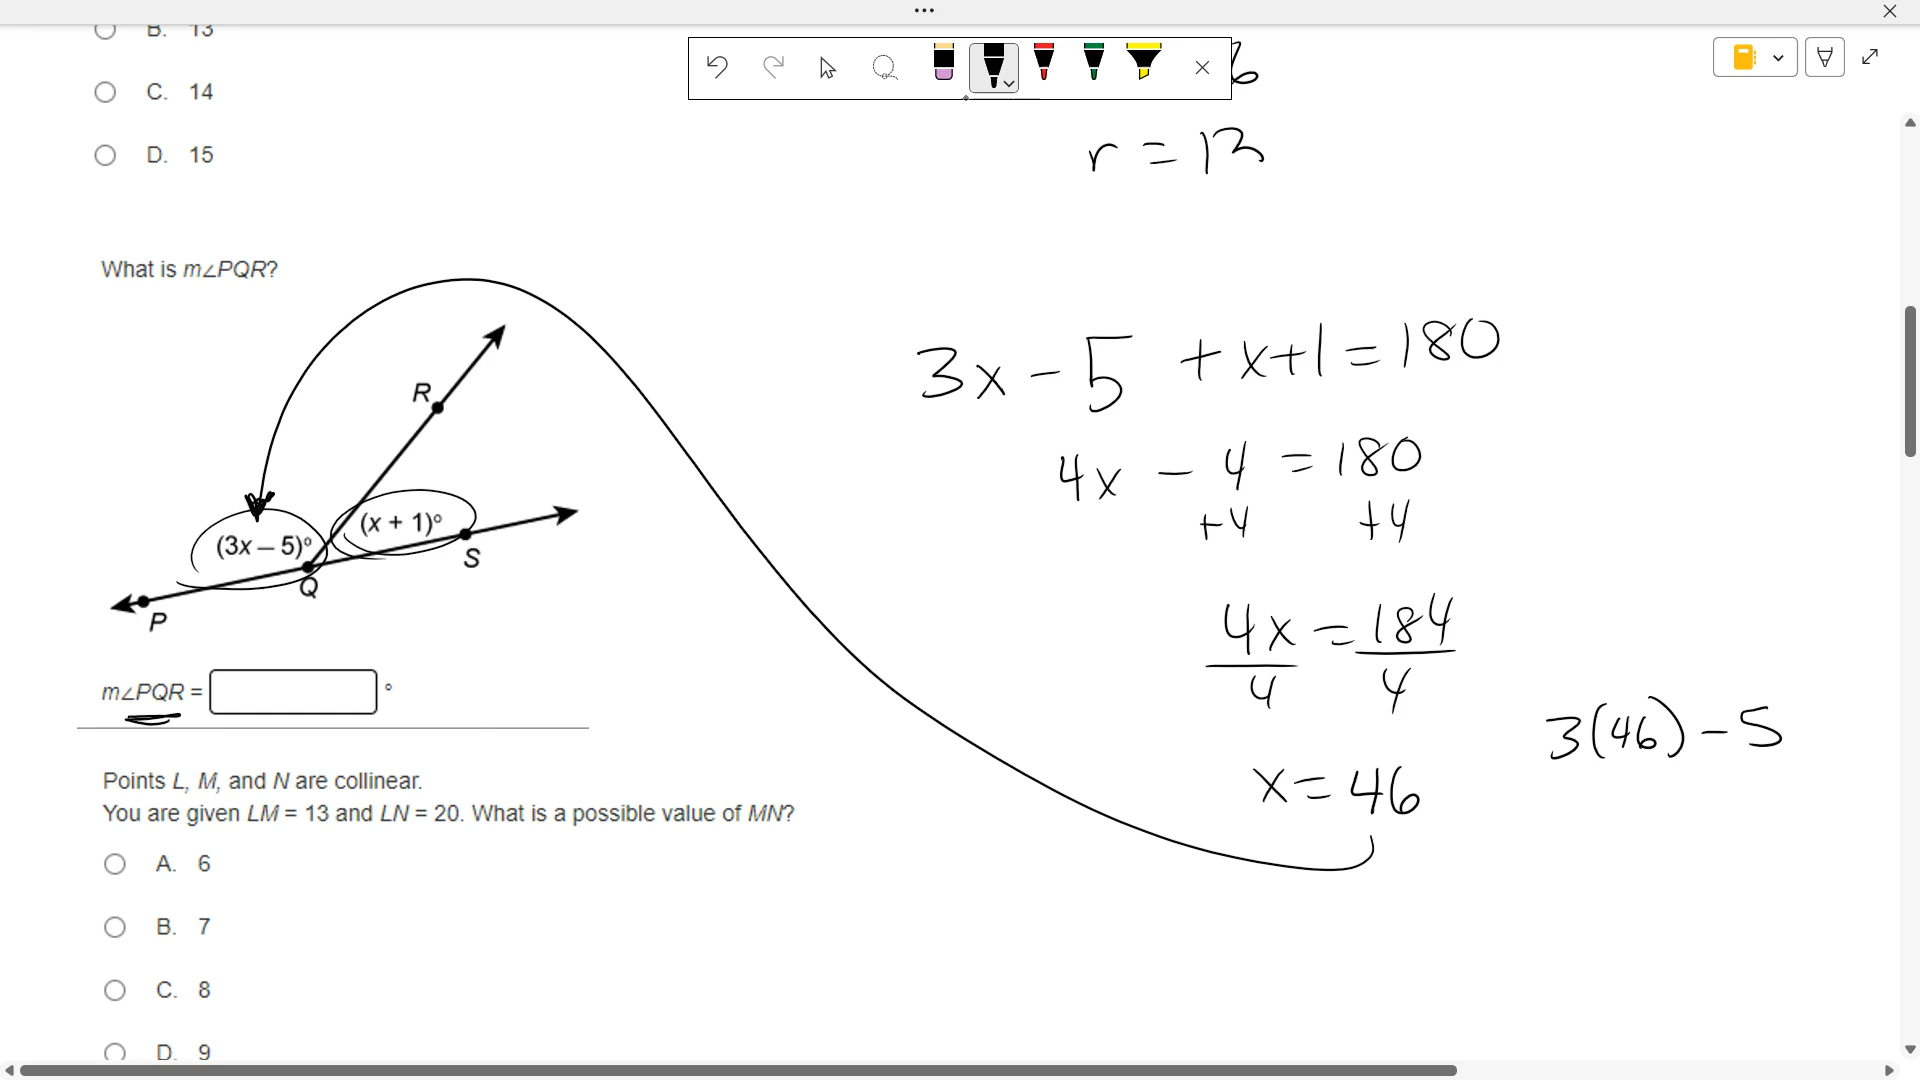 B. 13
C. 14
D. 15
r = 13
What is m∠PQR?
3x - 5 + x + 1 = 180
R
4x - 4 = 180
+4 +4
(x + 1)°
(3x – 5)°
S
Q
P
4x = 184
4 4
m∠PQR = °
3(46) - 5
x = 46
Points L, M, and N are collinear.
You are given LM = 13 and LN = 20. What is a possible value of MN?
A. 6
B. 7
C. 8
D. 9